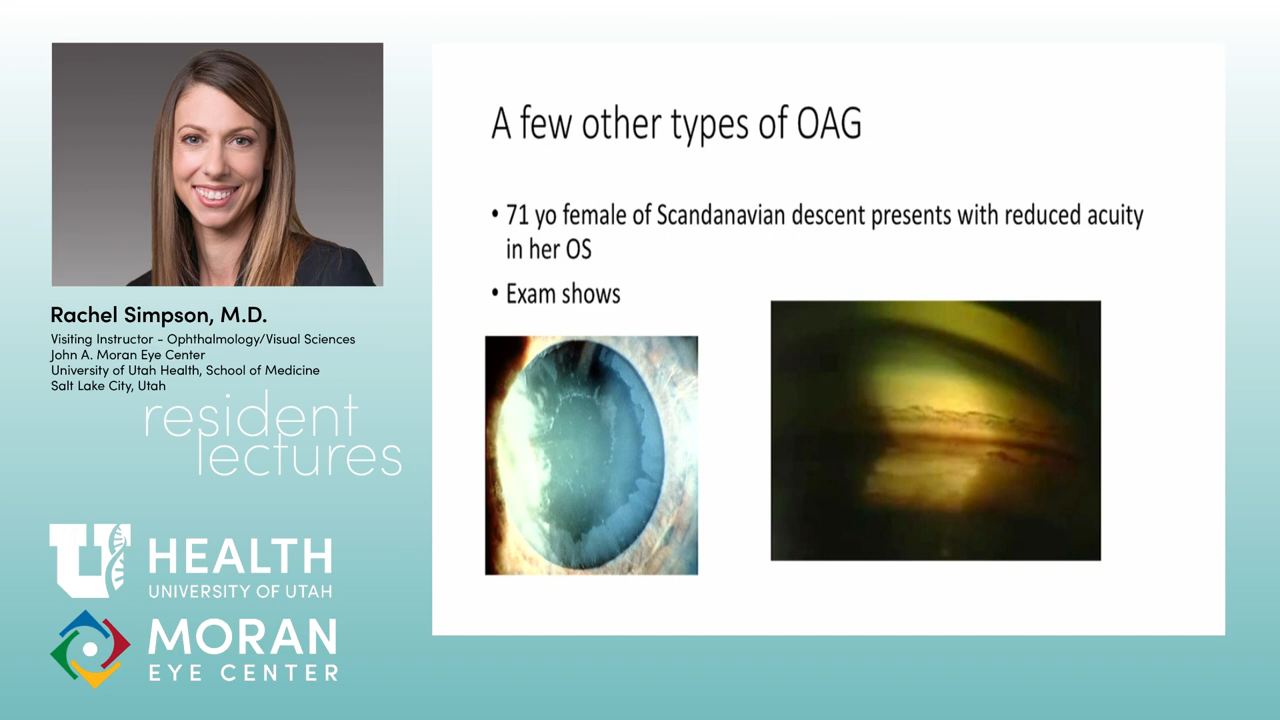 Rachel Simpson, M.D.
Visiting Instructor - Ophthalmology/Visual Sciences
John A. Moran Eye Center
University of Utah Health, School of Medicine
Salt Lake City, Utah
resident
lectures
U HEALTH
UNIVERSITY OF UTAH
MORAN
EYE CENTER
A few other types of OAG
• 71 yo female of Scandanavian descent presents with reduced acuity
in her OS
• Exam shows